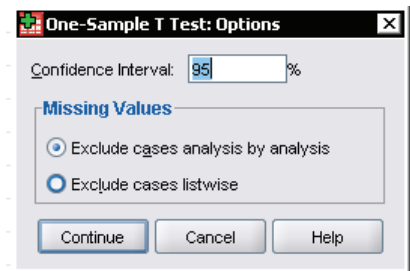 One-Sample T Test: Options
Confidence Interval: 95 %
Missing Values
Exclude cases analysis by analysis
Exclude cases listwise
Continue Cancel Help